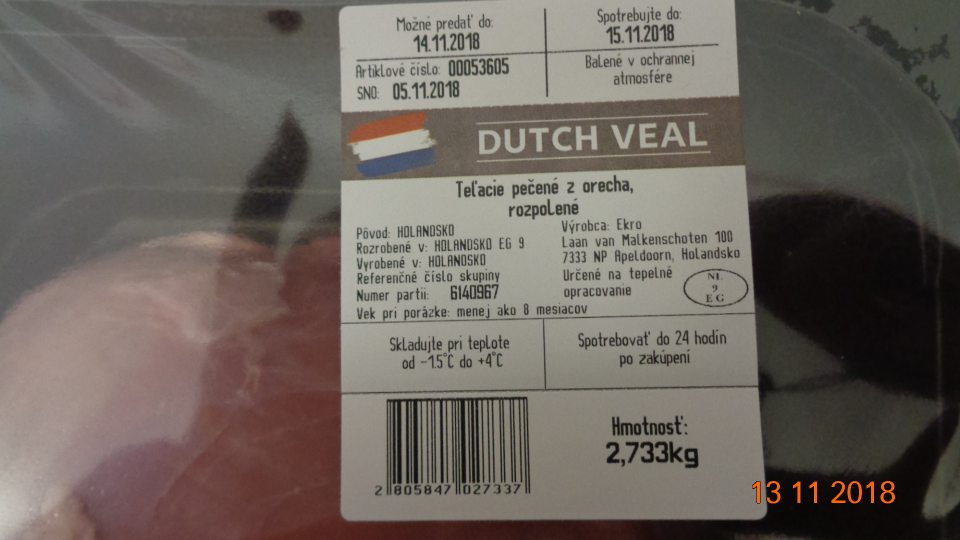 Možné predať do:
14.11.2018
Spotrebujte do:
15.11.2018
Artiklové číslo: 00053605
SNO: 05.11.2018
Balené v ochrannej
atmosfére
DUTCH VEAL
Teľacie pečené z orecha,
rozpolené
Pôvod: HOLANDSKO
Rozrobené v: HOLANDSKO EG 9
Vyrobené v: HOLANDSKO
Referenčné číslo skupiny
Numer partii: 6140967
Vek pri porážke: menej ako 8 mesiacov
Výrobca: Ekro
Laan van Malkenschoten 100
7333 NP Apeldoorn, Holandsko
Určené na tepelné
opracovanie
NL
9
EG
Skladujte pri teplote
od -1.5°C do +4°C
Spotrebovať do 24 hodín
po zakúpení
2 805847 027337
Hmotnosť:
2,733kg
13 11 2018